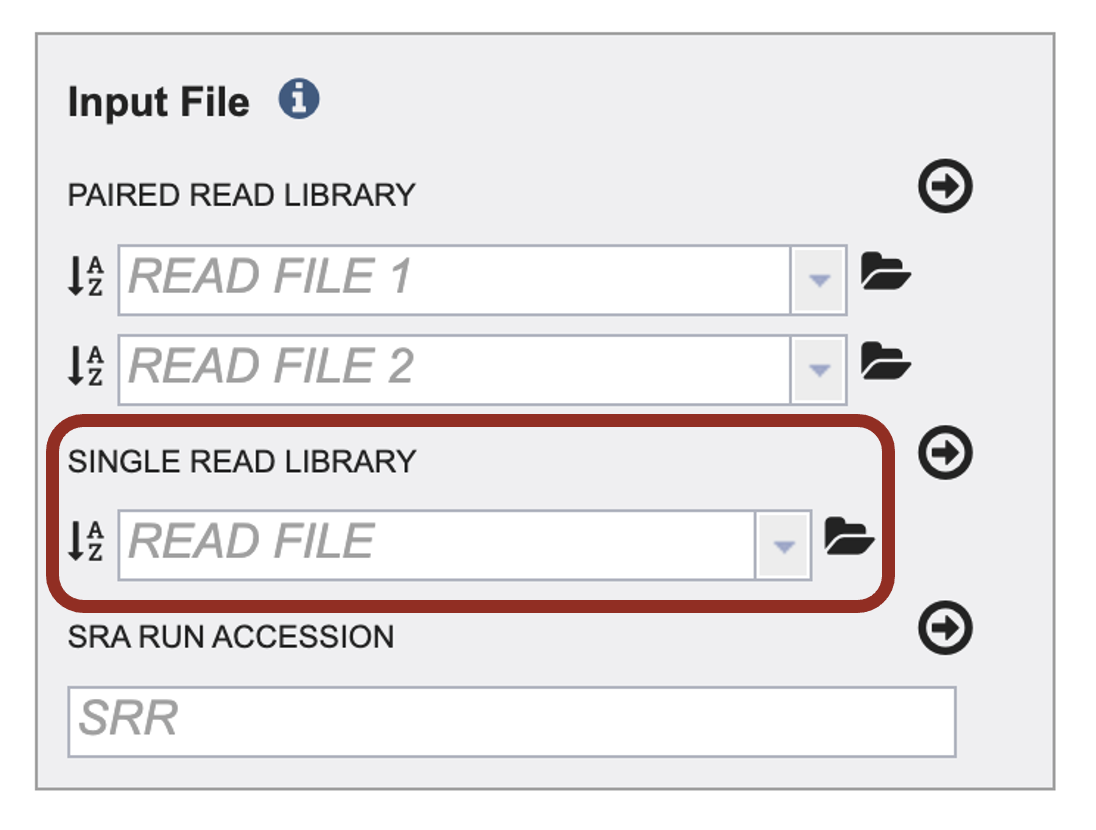 Input File
PAIRED READ LIBRARY
READ FILE 1
READ FILE 2
SINGLE READ LIBRARY
READ FILE
SRA RUN ACCESSION
SRR